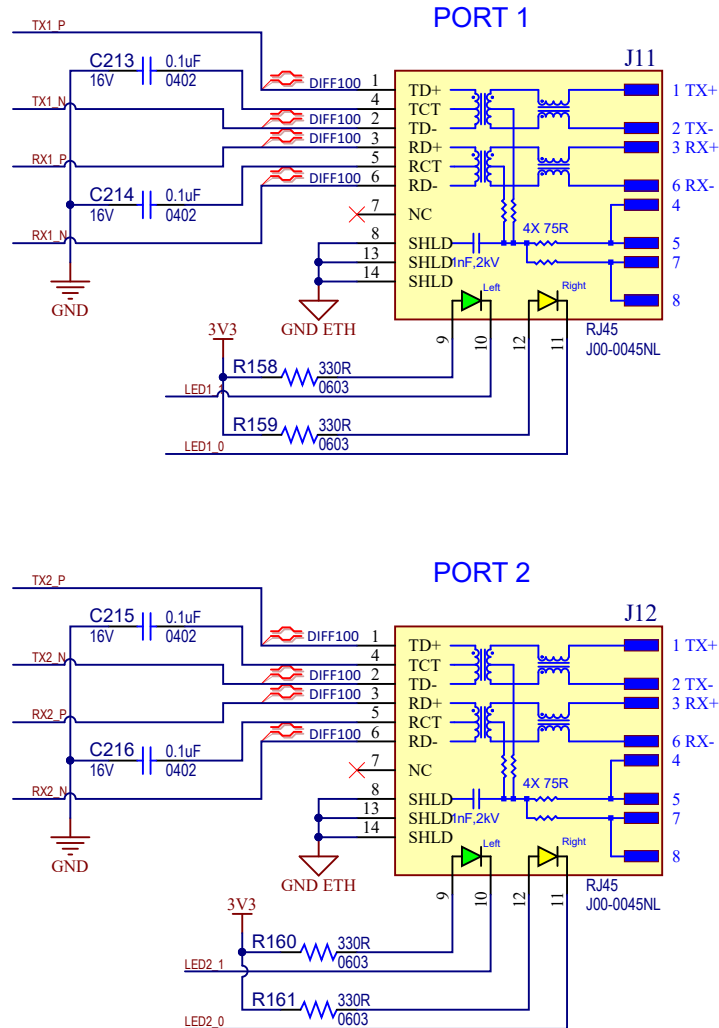 PORT 1
TX1_P
J11
C213 0.1uF
16V 0402
DIFF100 1 TD+ 1 TX+
4 TCT
TX1_N
DIFF100 2 TD- 2 TX-
DIFF100 3 RD+ 3 RX+
RX1_P
5 RCT
DIFF100 6 RD- 6 RX-
C214 0.1uF
16V 0402
4
7 NC
4X 75R
RX1_N
8 SHLD 5
1nF,2kV
13 SHLD 7
14 SHLD
8
GND
GND ETH
Left
Right
RJ45
J00-0045NL
9 10 12 11
3V3
R158 330R
0603
LED1_1
R159 330R
0603
LED1_0
PORT 2
TX2_P
J12
C215 0.1uF
16V 0402
DIFF100 1 TD+ 1 TX+
4 TCT
TX2_N
DIFF100 2 TD- 2 TX-
DIFF100 3 RD+ 3 RX+
RX2_P
5 RCT
DIFF100 6 RD- 6 RX-
C216 0.1uF
16V 0402
4
7 NC
4X 75R
RX2_N
8 SHLD 5
1nF,2kV
13 SHLD 7
14 SHLD
8
GND
GND ETH
Left
Right
RJ45
J00-0045NL
9 10 12 11
3V3
R160 330R
0603
LED2_1
R161 330R
0603
LED2_0